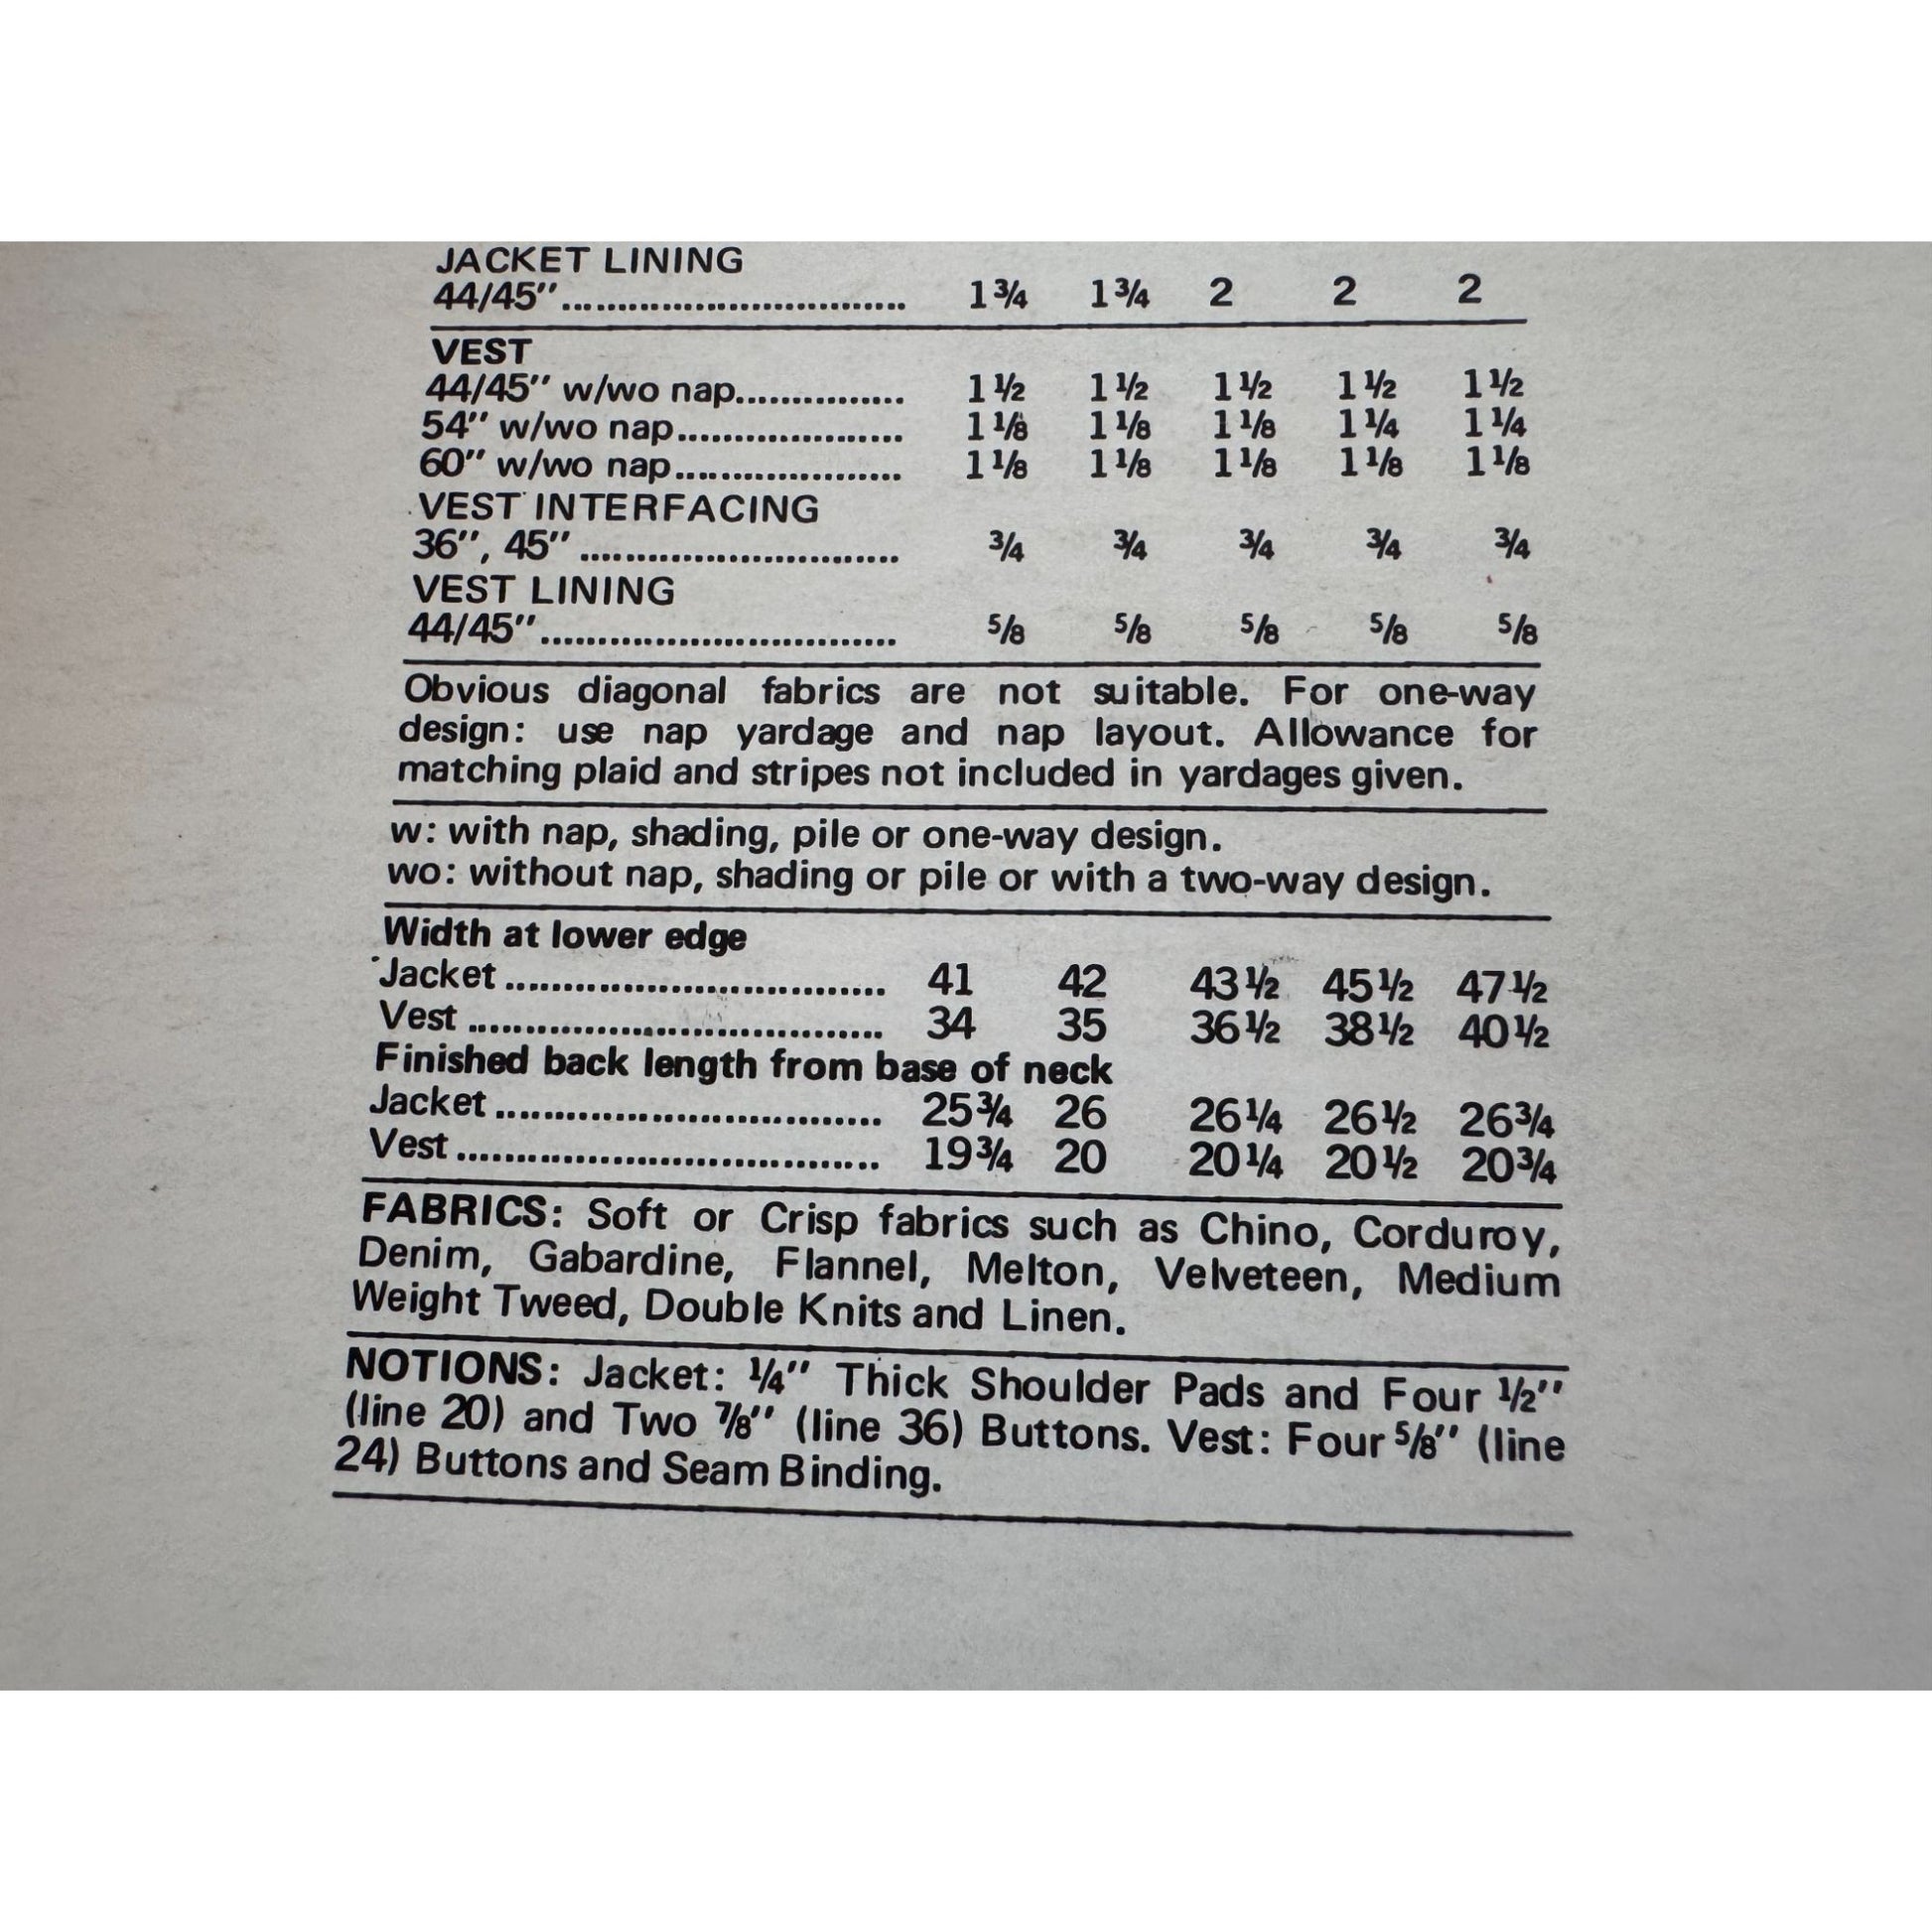 JACKET LINING
44/45".............................. 1¾ 1¾ 2 2 2
VEST
44/45" w/wo nap............... 1½ 1½ 1½ 1½ 1½
54" w/wo nap.................... 1⅛ 1⅛ 1⅛ 1¼ 1¼
60" w/wo nap.................... 1⅛ 1⅛ 1⅛ 1⅛ 1⅛
VEST INTERFACING
36", 45" ............................ ¾ ¾ ¾ ¾ ¾
VEST LINING
44/45"............................... ⅝ ⅝ ⅝ ⅝ ⅝
Obvious diagonal fabrics are not suitable. For one-way
design: use nap yardage and nap layout. Allowance for
matching plaid and stripes not included in yardages given.
w: with nap, shading, pile or one-way design.
wo: without nap, shading or pile or with a two-way design.
Width at lower edge
Jacket ................................. 41 42 43½ 45½ 47½
Vest .................................... 34 35 36½ 38½ 40½
Finished back length from base of neck
Jacket ................................. 25¾ 26 26¼ 26½ 26¾
Vest .................................... 19¾ 20 20¼ 20½ 20¾
FABRICS: Soft or Crisp fabrics such as Chino, Corduroy,
Denim, Gabardine, Flannel, Melton, Velveteen, Medium
Weight Tweed, Double Knits and Linen.
NOTIONS: Jacket: ¼" Thick Shoulder Pads and Four ½"
(line 20) and Two ⅞" (line 36) Buttons. Vest: Four ⅝" (line
24) Buttons and Seam Binding.